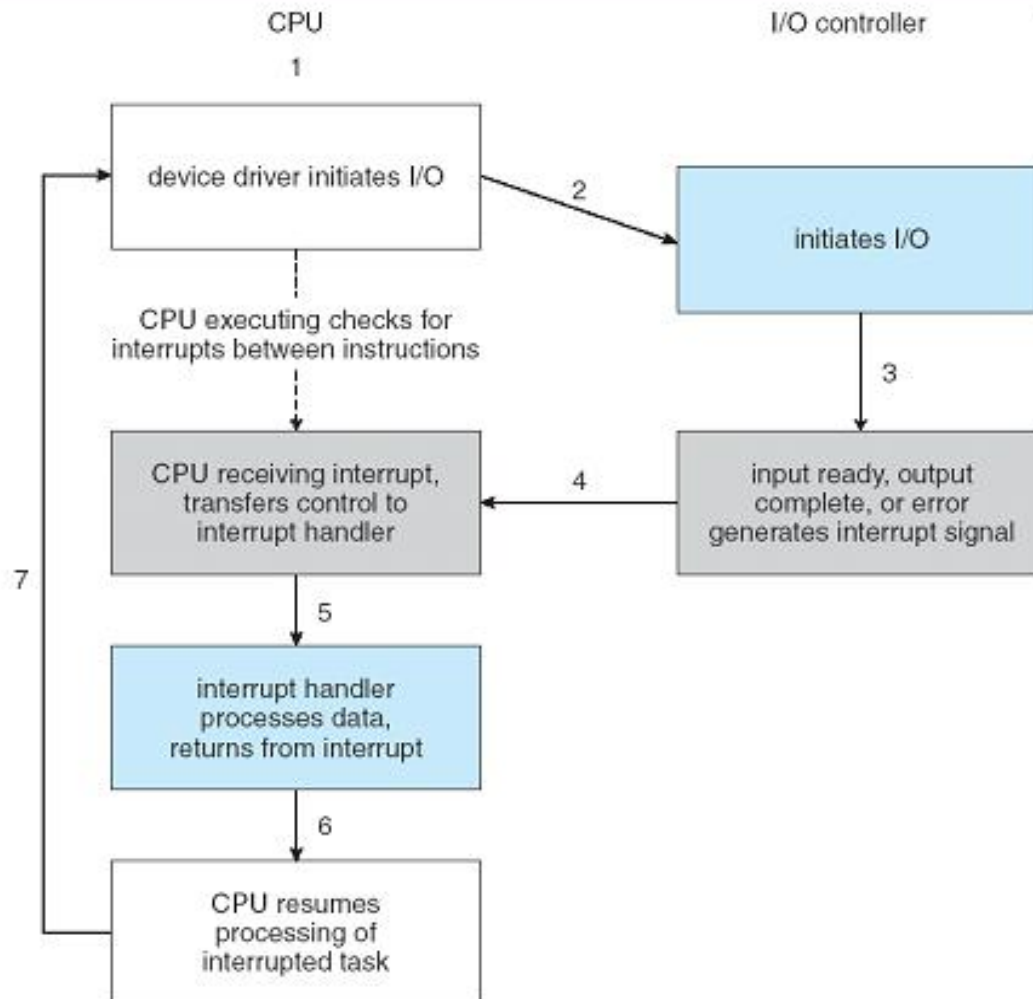 CPU
I/O controller
1
device driver initiates I/O
2
initiates I/O
CPU executing checks for
interrupts between instructions
3
CPU receiving interrupt,
transfers control to
interrupt handler
4
input ready, output
complete, or error
generates interrupt signal
7
5
interrupt handler
processes data,
returns from interrupt
6
CPU resumes
processing of
interrupted task